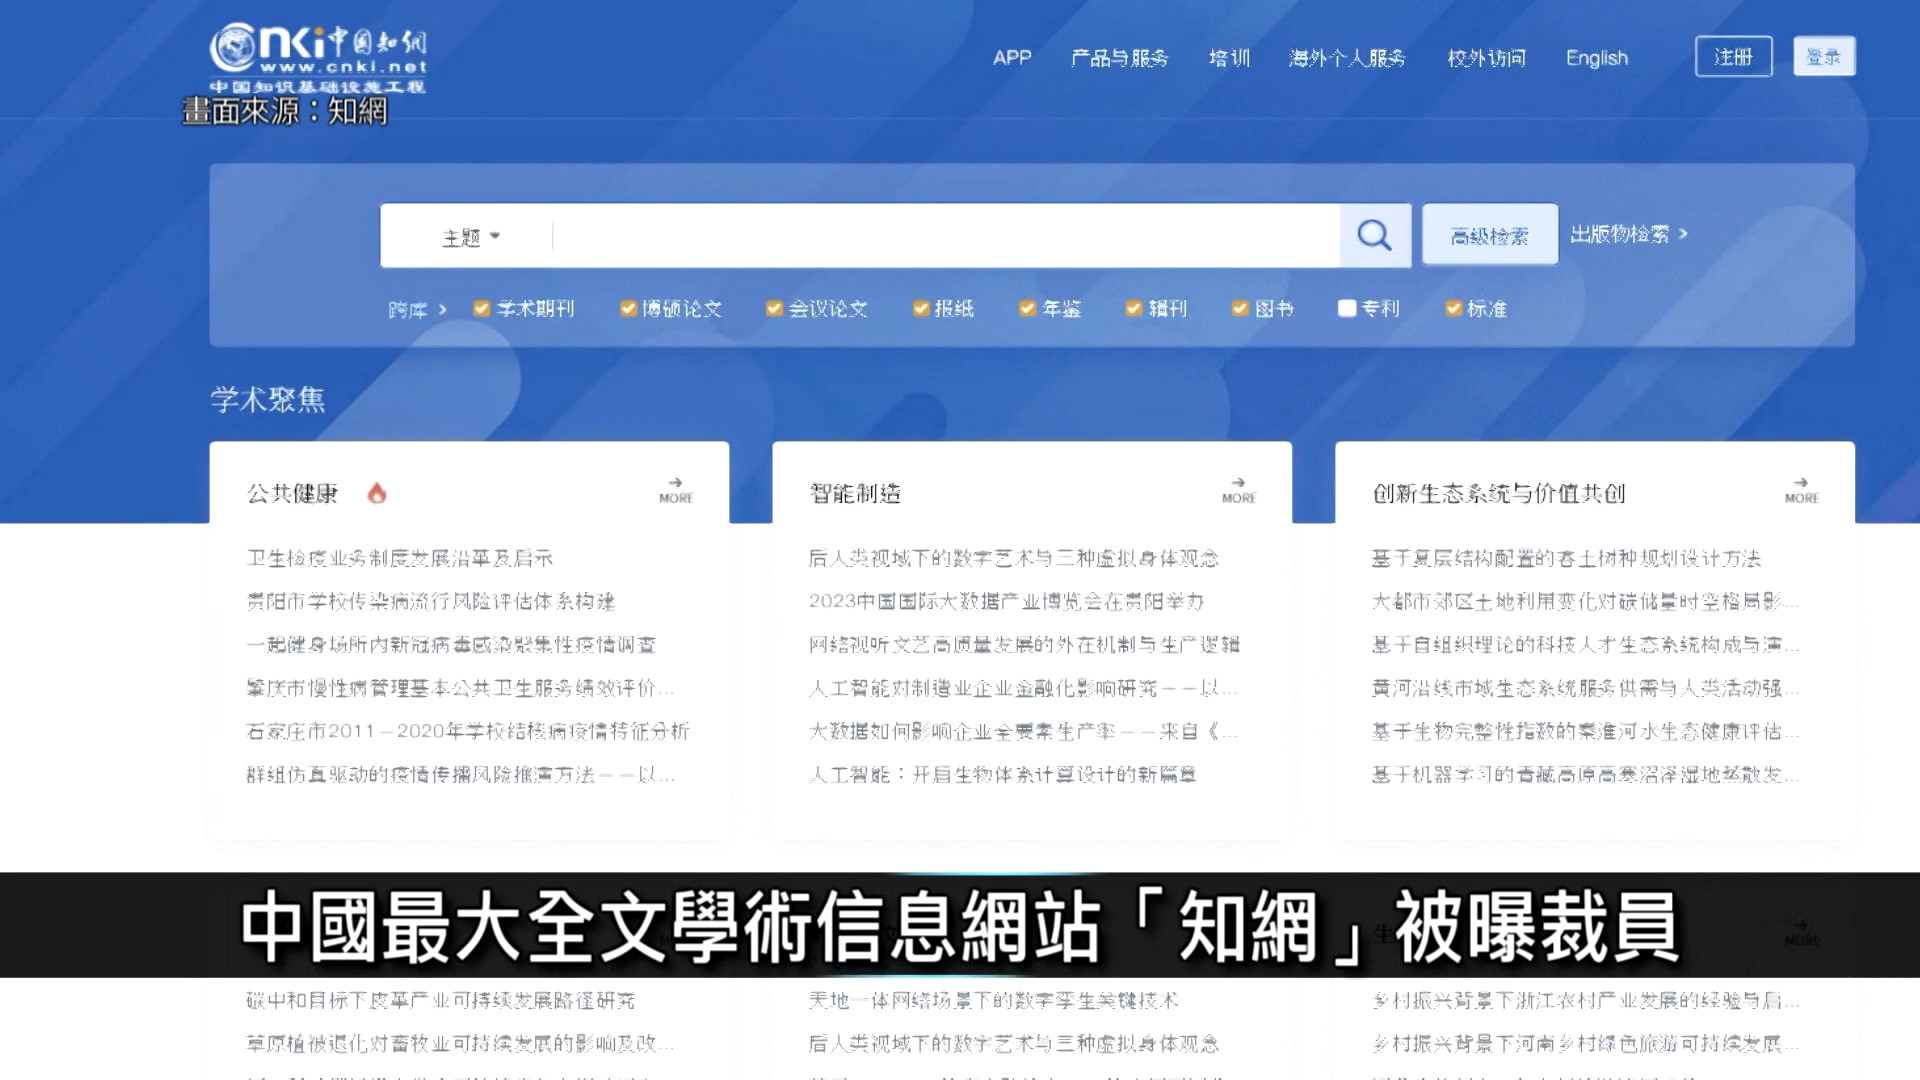 cnki中国知网
www.cnki.net
中国知识基础设施工程
畫面來源：知網
APP 产品与服务 培训 海外个人服务 校外访问 English 注册 登录
主题 高级检索 出版物检索 >
跨库 > 学术期刊 博硕论文 会议论文 报纸 年鉴 辑刊 图书 专利 标准
学术聚焦
公共健康 MORE
卫生检疫业务制度发展沿革及启示
贵阳市学校传染病流行风险评估体系构建
一起健身场所内新冠病毒感染聚集性疫情调查
肇庆市慢性病管理基本公共卫生服务绩效评价...
石家庄市2011－2020年学校结核病疫情特征分析
群组仿真驱动的疫情传播风险推演方法——以...
智能制造 MORE
后人类视域下的数字艺术与三种虚拟身体观念
2023中国国际大数据产业博览会在贵阳举办
网络视听文艺高质量发展的外在机制与生产逻辑
人工智能对制造业企业金融化影响研究——以...
大数据如何影响企业全要素生产率——来自《...
人工智能：开启生物体系计算设计的新篇章
创新生态系统与价值共创 MORE
基于复层结构配置的春土树种规划设计方法
大都市郊区土地利用变化对碳储量时空格局影...
基于自组织理论的科技人才生态系统构成与演...
黄河沿线市域生态系统服务供需与人类活动强...
基于生物完整性指数的秦淮河水生态健康评估...
基于机器学习的青藏高原高寒沼泽湿地蒸散发...
中國最大全文學術信息網站「知網」被曝裁員
MORE
碳中和目标下皮革产业可持续发展路径研究
草原植被退化对畜牧业可持续发展的影响及改...
天地一体网络场景下的数字孪生关键技术
后人类视域下的数字艺术与三种虚拟身体观念
乡村振兴背景下浙江农村产业发展的经验与启...
乡村振兴背景下河南乡村绿色旅游可持续发展...